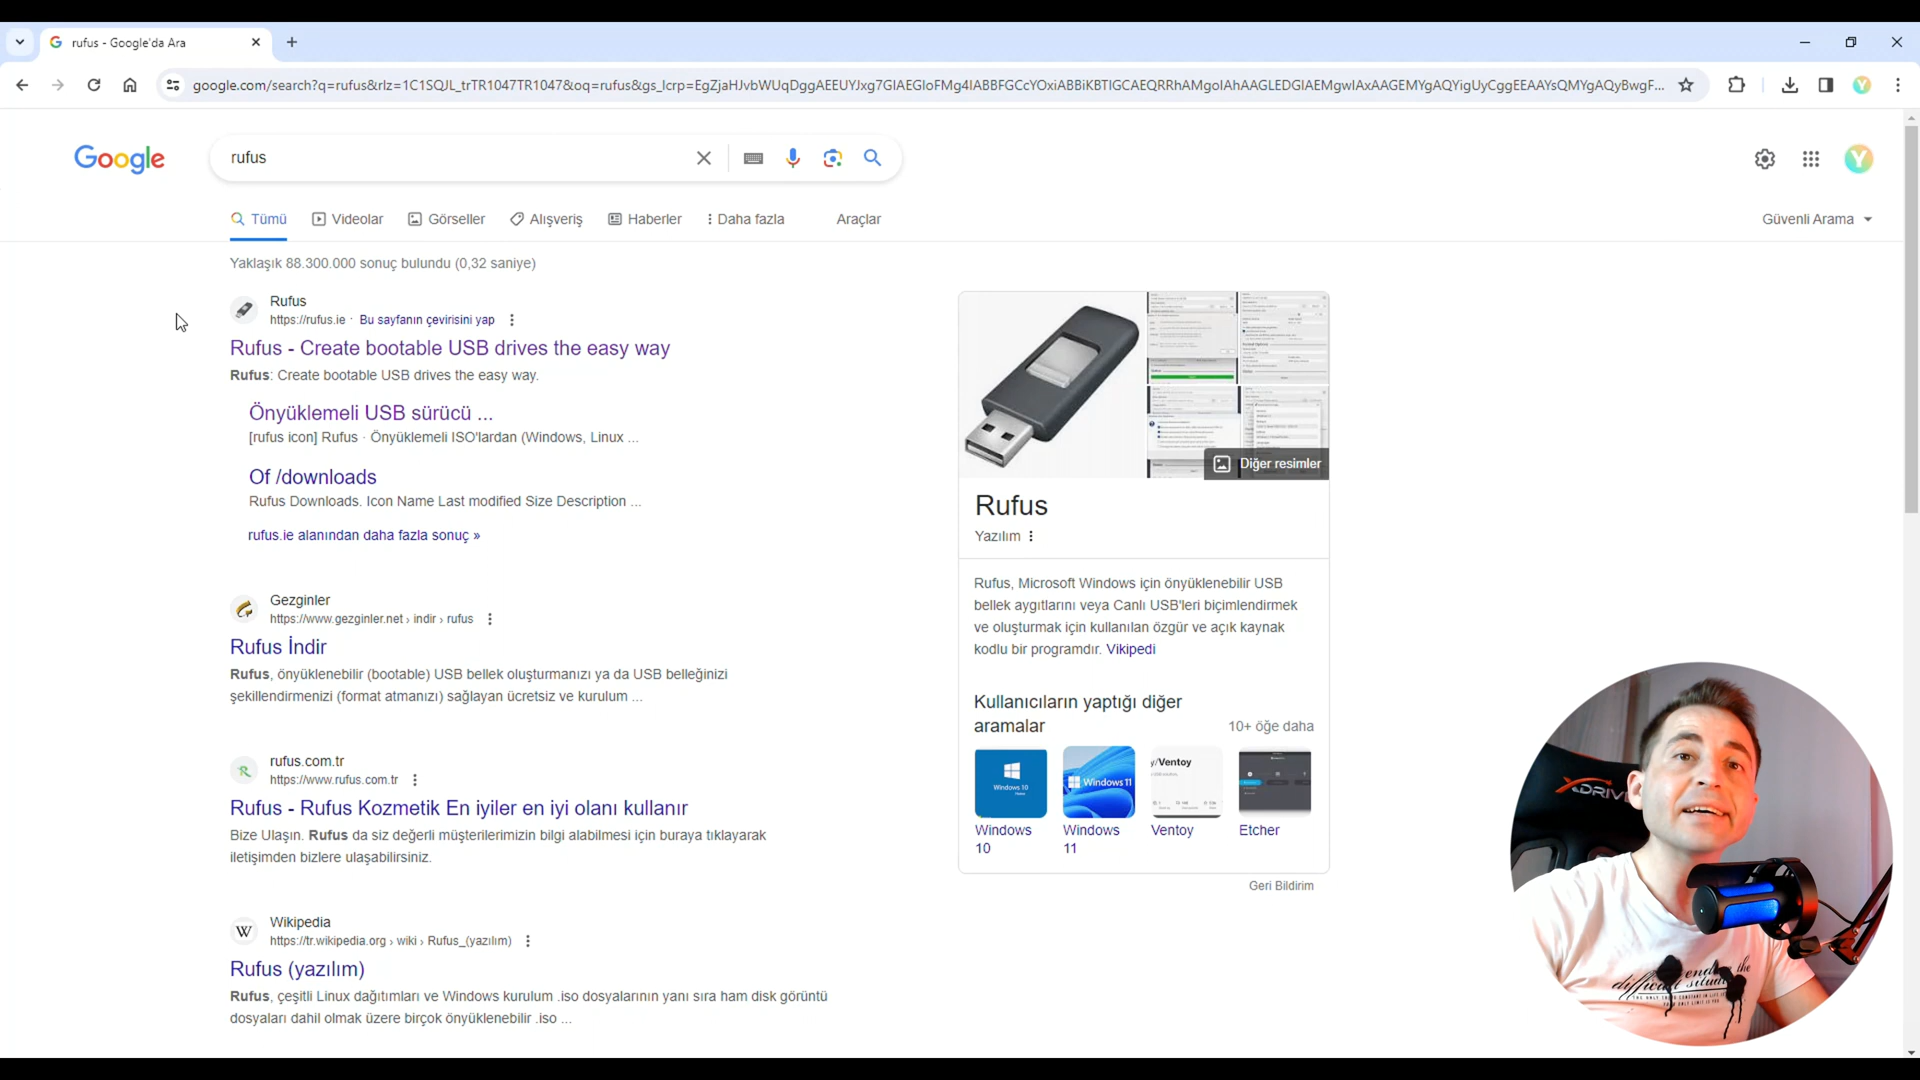 rufus - Google'da Ara
google.com/search?q=rufus&rlz=1C1SQJL_trTR1047TR1047&oq=rufus&gs_lcrp=EgZjaHJvbWUqDggAEEUYJxg7GIAEGIoFMg4IABBFGCcYOxiABBiKBTIGCAEQRRhAMgoIAhAAGLEDGIAEMgwIAxAAGEMYgAQYigUyCggEEAAYsQMYgAQyBwgF...
Google
rufus
Y
Tümü
Videolar
Görseller
Alışveriş
Haberler
Daha fazla
Araçlar
Güvenli Arama
Yaklaşık 88.300.000 sonuç bulundu (0,32 saniye)
Rufus
https://rufus.ie · Bu sayfanın çevirisini yap
Rufus - Create bootable USB drives the easy way
Rufus: Create bootable USB drives the easy way.
Önyüklemeli USB sürücü ...
[rufus icon] Rufus · Önyüklemeli ISO'lardan (Windows, Linux ...
Of /downloads
Rufus Downloads. Icon Name Last modified Size Description ...
rufus.ie alanından daha fazla sonuç »
Gezginler
https://www.gezginler.net › indir › rufus
Rufus İndir
Rufus, önyüklenebilir (bootable) USB bellek oluşturmanızı ya da USB belleğinizi
şekillendirmenizi (format atmanızı) sağlayan ücretsiz ve kurulum ...
R
rufus.com.tr
https://www.rufus.com.tr
Rufus - Rufus Kozmetik En iyiler en iyi olanı kullanır
Bize Ulaşın. Rufus da siz değerli müşterilerimizin bilgi alabilmesi için buraya tıklayarak
iletişimden bizlere ulaşabilirsiniz.
W
Wikipedia
https://tr.wikipedia.org › wiki › Rufus_(yazılım)
Rufus (yazılım)
Rufus, çeşitli Linux dağıtımları ve Windows kurulum .iso dosyalarının yanı sıra ham disk görüntü
dosyaları dahil olmak üzere birçok önyüklenebilir .iso ...
Diğer resimler
Rufus
Yazılım
Rufus, Microsoft Windows için önyüklenebilir USB
bellek aygıtlarını veya Canlı USB'leri biçimlendirmek
ve oluşturmak için kullanılan özgür ve açık kaynak
kodlu bir programdır. Vikipedi
Kullanıcıların yaptığı diğer
aramalar
10+ öğe daha
Windows 10
Windows 11
y/Ventoy
Windows
10
Windows
11
Ventoy
Etcher
Geri Bildirim
XDRIV
difficult